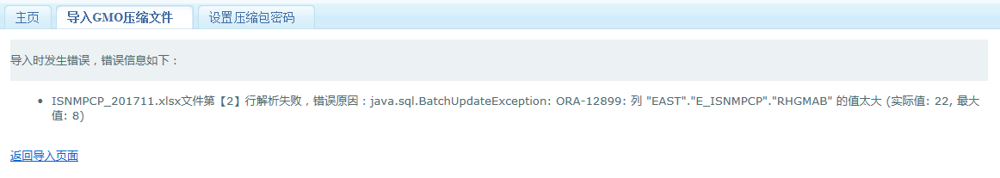 主页 导入GMO压缩文件 设置压缩包密码
导入时发生错误，错误信息如下：
• ISNMPCP_201711.xlsx文件第【2】行解析失败，错误原因：java.sql.BatchUpdateException: ORA-12899: 列 "EAST"."E_ISNMPCP"."RHGMAB" 的值太大 (实际值: 22, 最大
值: 8)
返回导入页面